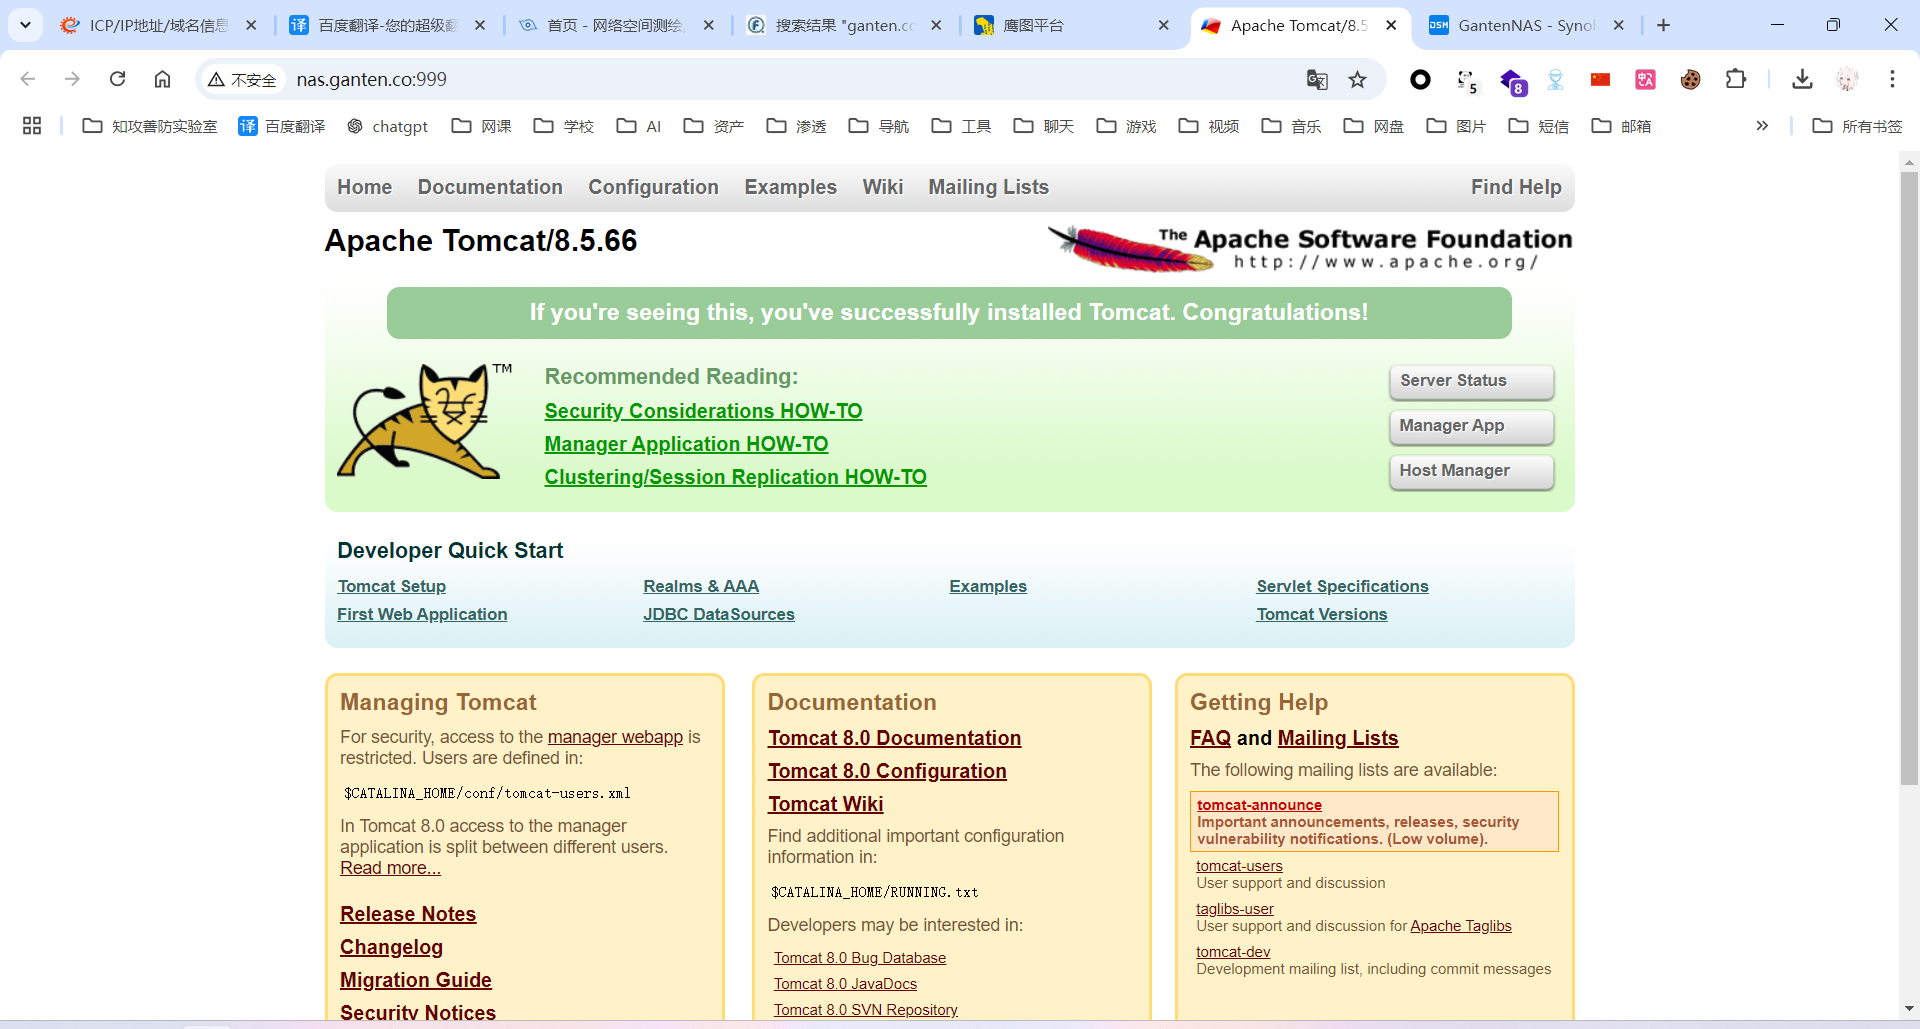 ICP/IP地址/域名信息
百度翻译-您的超级翻
首页 - 网络空间测绘,
搜索结果 "ganten.co
鹰图平台
Apache Tomcat/8.5
GantenNAS - Synol
不安全
nas.ganten.co:999
5
8
知攻善防实验室
百度翻译
chatgpt
网课
学校
AI
资产
渗透
导航
工具
聊天
游戏
视频
音乐
网盘
图片
短信
邮箱
所有书签
Home Documentation Configuration Examples Wiki Mailing Lists Find Help
Apache Tomcat/8.5.66
The Apache Software Foundation
http://www.apache.org/
If you're seeing this, you've successfully installed Tomcat. Congratulations!
TM
Recommended Reading:
Security Considerations HOW-TO
Manager Application HOW-TO
Clustering/Session Replication HOW-TO
Server Status
Manager App
Host Manager
Developer Quick Start
Tomcat Setup
First Web Application
Realms & AAA
JDBC DataSources
Examples
Servlet Specifications
Tomcat Versions
Managing Tomcat
For security, access to the manager webapp is
restricted. Users are defined in:
$CATALINA_HOME/conf/tomcat-users.xml
In Tomcat 8.0 access to the manager
application is split between different users.
Read more...
Release Notes
Changelog
Migration Guide
Security Notices
Documentation
Tomcat 8.0 Documentation
Tomcat 8.0 Configuration
Tomcat Wiki
Find additional important configuration
information in:
$CATALINA_HOME/RUNNING.txt
Developers may be interested in:
Tomcat 8.0 Bug Database
Tomcat 8.0 JavaDocs
Tomcat 8.0 SVN Repository
Getting Help
FAQ and Mailing Lists
The following mailing lists are available:
tomcat-announce
Important announcements, releases, security
vulnerability notifications. (Low volume).
tomcat-users
User support and discussion
taglibs-user
User support and discussion for Apache Taglibs
tomcat-dev
Development mailing list, including commit messages